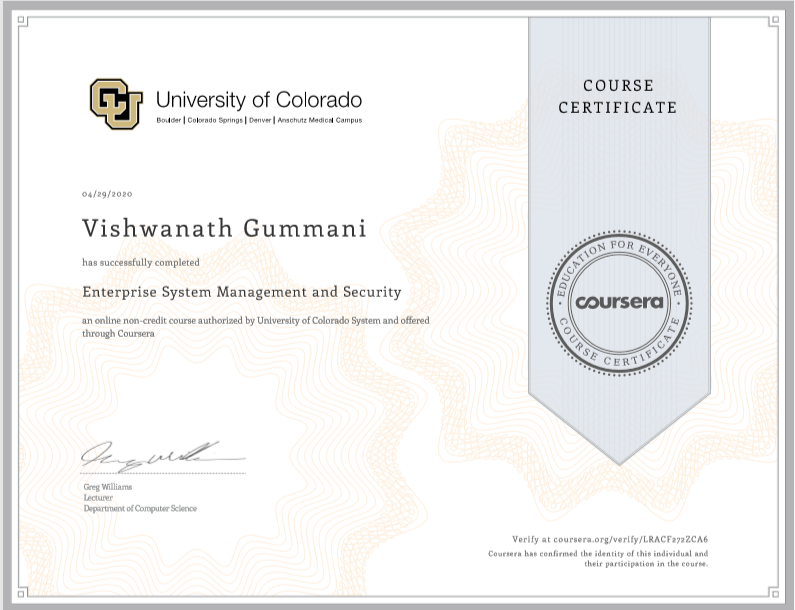 CU
University of Colorado
Boulder | Colorado Springs | Denver | Anschutz Medical Campus
COURSE
CERTIFICATE
04/29/2020
Vishwanath Gummani
has successfully completed
Enterprise System Management and Security
an online non-credit course authorized by University of Colorado System and offered
through Coursera
EDUCATION FOR EVERYONE
coursera
COURSE CERTIFICATE
Greg Williams
Lecturer
Department of Computer Science
Verify at coursera.org/verify/LRACF272ZCA6
Coursera has confirmed the identity of this individual and
their participation in the course.